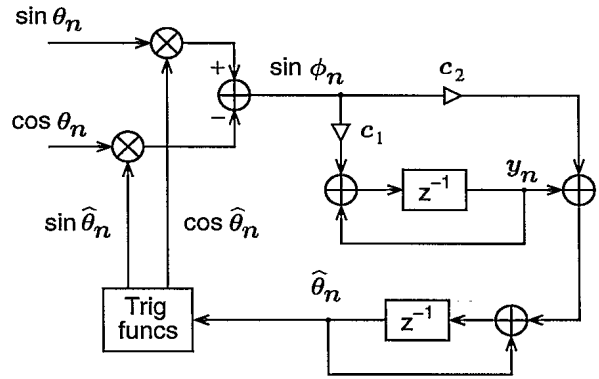 sin θn
+
sin ϕn
c2
−
cos θn
c1
yn
z⁻¹
sin θ̂n
cos θ̂n
θ̂n
Trig
funcs
z⁻¹